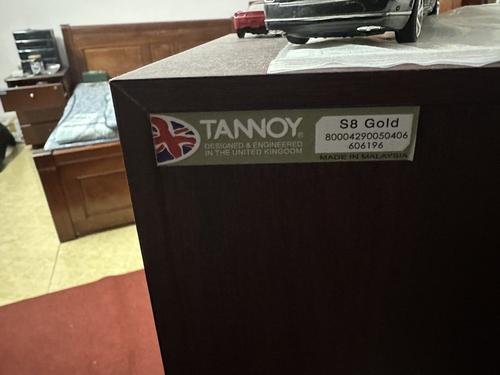 TANNOY®
DESIGNED & ENGINEERED
IN THE UNITED KINGDOM
S8 Gold
80004290050406
606196
MADE IN MALAYSIA